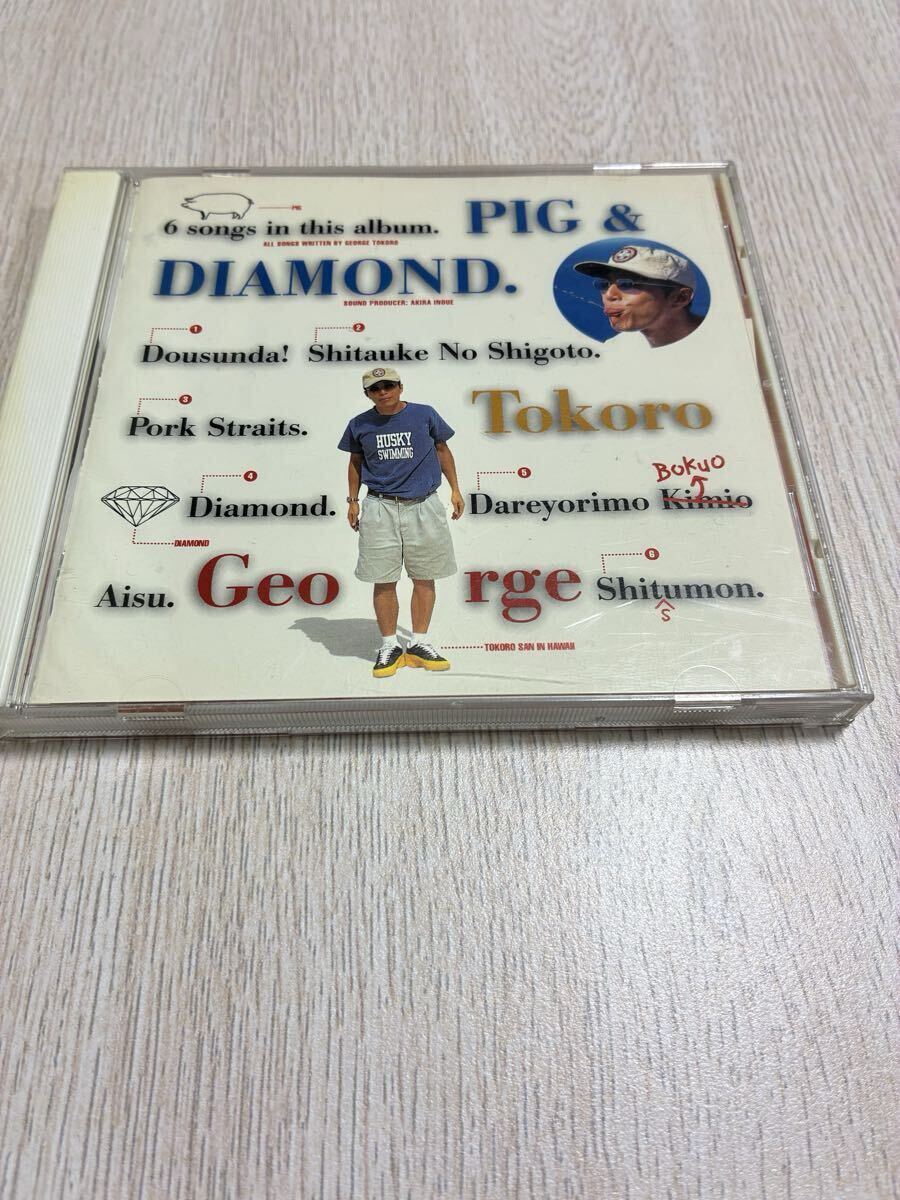 PIG
6 songs in this album. PIG &
ALL SONGS WRITTEN BY GEORGE TOKORO
DIAMOND.
SOUND PRODUCER: AKIRA INOUE
1 2
Dousunda! Shitauke No Shigoto.
3
Pork Straits. Tokoro
HUSKY
SWIMMING
4 5 BOKUO
Diamond. Dareyorimo Kimio
DIAMOND
6
Aisu. George Shitumon.
S
TOKORO SAN IN HAWAII